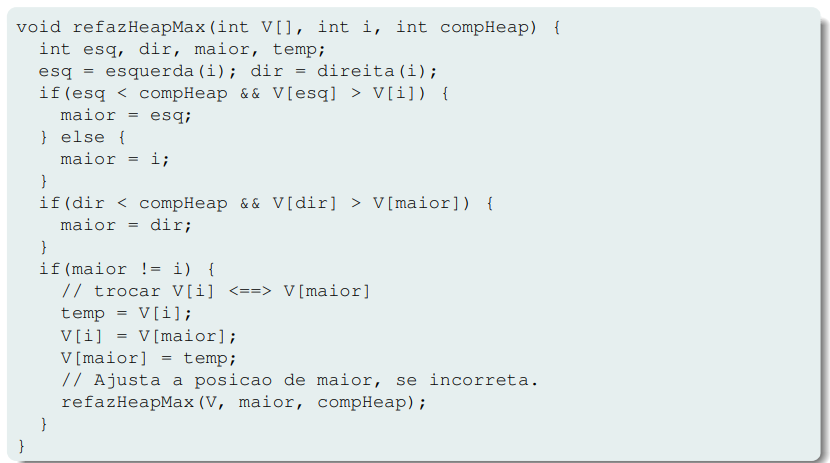 void refazHeapMax(int V[], int i, int compHeap) {
  int esq, dir, maior, temp;
  esq = esquerda(i); dir = direita(i);
  if(esq < compHeap && V[esq] > V[i]) {
    maior = esq;
  } else {
    maior = i;
  }
  if(dir < compHeap && V[dir] > V[maior]) {
    maior = dir;
  }
  if(maior != i) {
    // trocar V[i] <==> V[maior]
    temp = V[i];
    V[i] = V[maior];
    V[maior] = temp;
    // Ajusta a posicao de maior, se incorreta.
    refazHeapMax(V, maior, compHeap);
  }
}